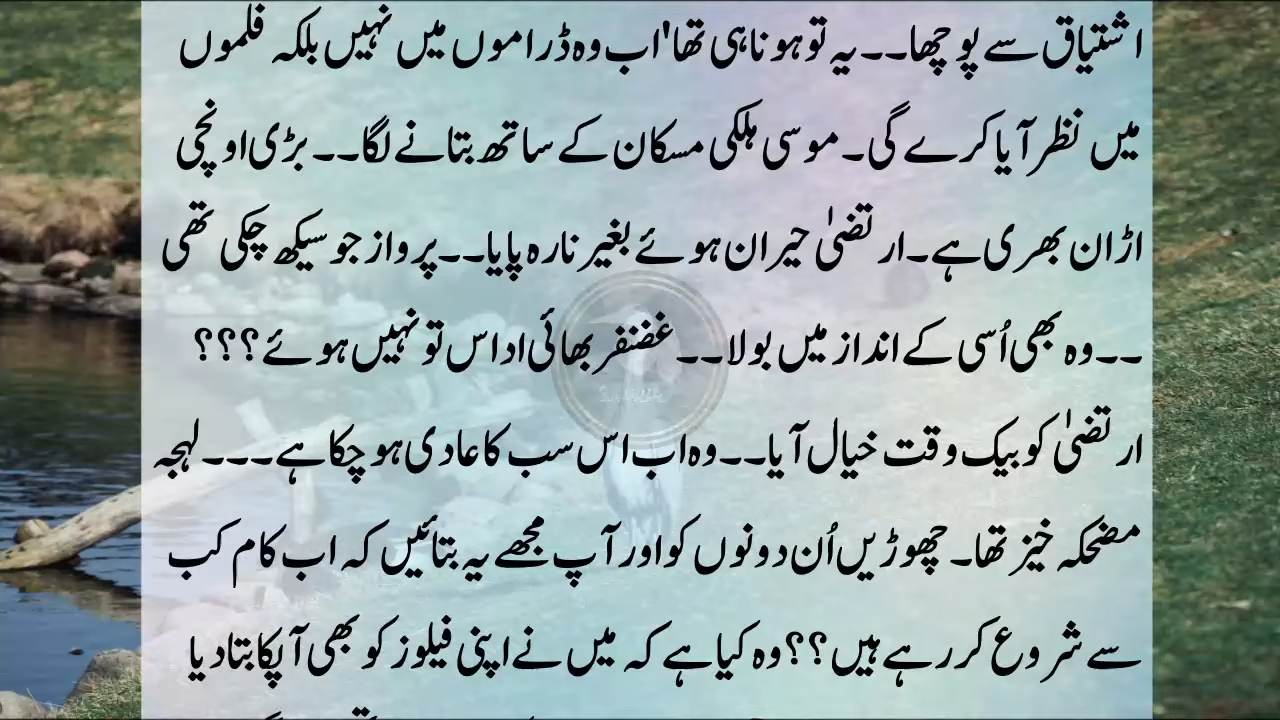 اشتیاق سے پوچھا۔۔یہ تو ہونا ہی تھا'اب وہ ڈراموں میں نہیں بلکہ فلموں
میں نظر آیا کرے گی۔ موسی ہلکی مسکان کے ساتھ بتانے لگا۔۔بڑی اونچی
اڑان بھری ہے۔ارتضیٰ حیران ہوئے بغیر نا رہ پایا۔۔پرواز جو سیکھ چکی تھی
۔۔وہ بھی اُسی کے انداز میں بولا۔۔غضنفر بھائی اداس تو نہیں ہوئے؟؟؟
ارتضیٰ کو بیک وقت خیال آیا۔۔وہ اب اس سب کا عادی ہو چکا ہے۔۔۔لہجہ
مضحکہ خیز تھا۔ چھوڑیں اُن دونوں کو اور آپ مجھے یہ بتائیں کہ اب کام کب
سے شروع کر رہے ہیں؟؟وہ کیا ہے کہ میں نے اپنی فیلوز کو بھی آپکا بتا دیا